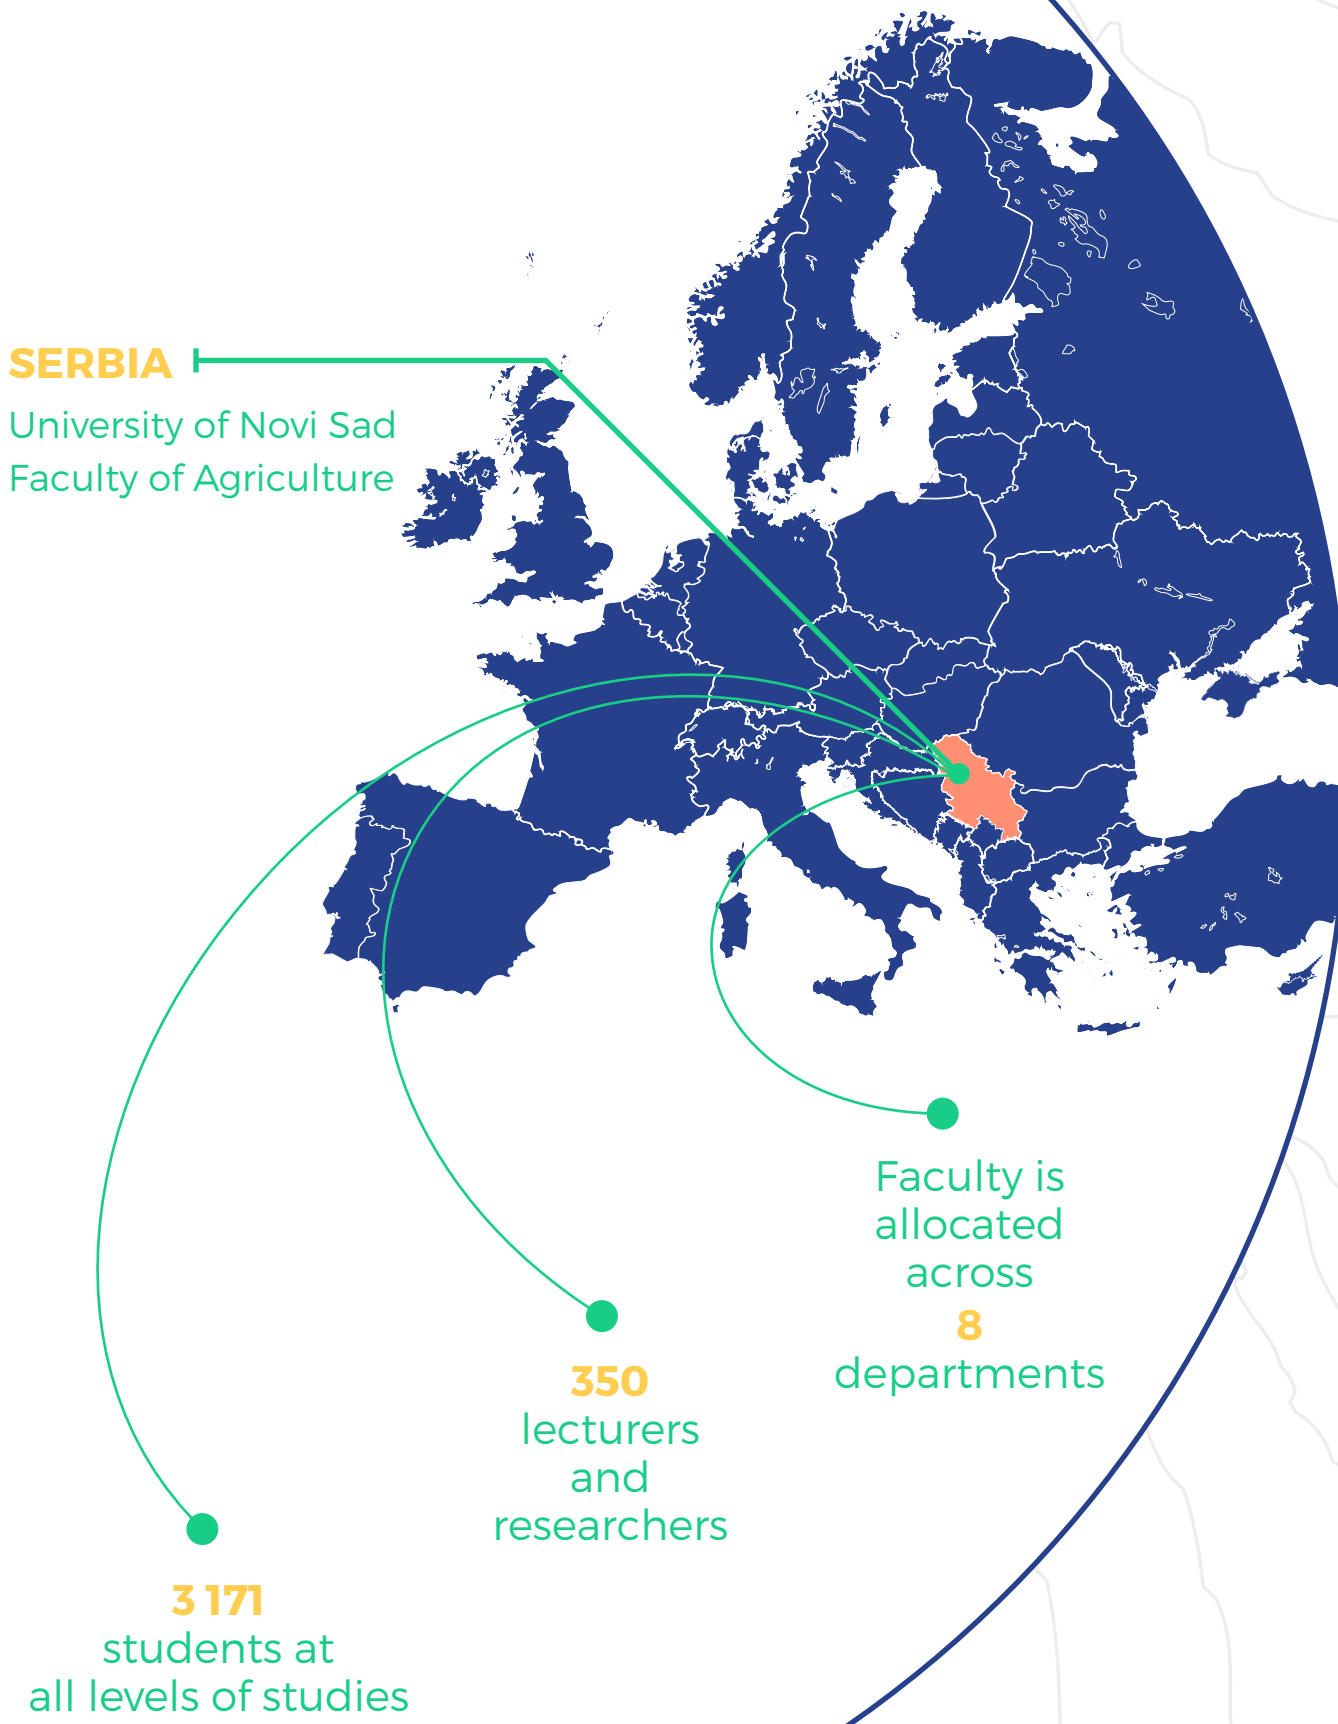 SERBIA
University of Novi Sad
Faculty of Agriculture
Faculty is
allocated
across
8
departments
350
lecturers
and
researchers
3 171
students at
all levels of studies